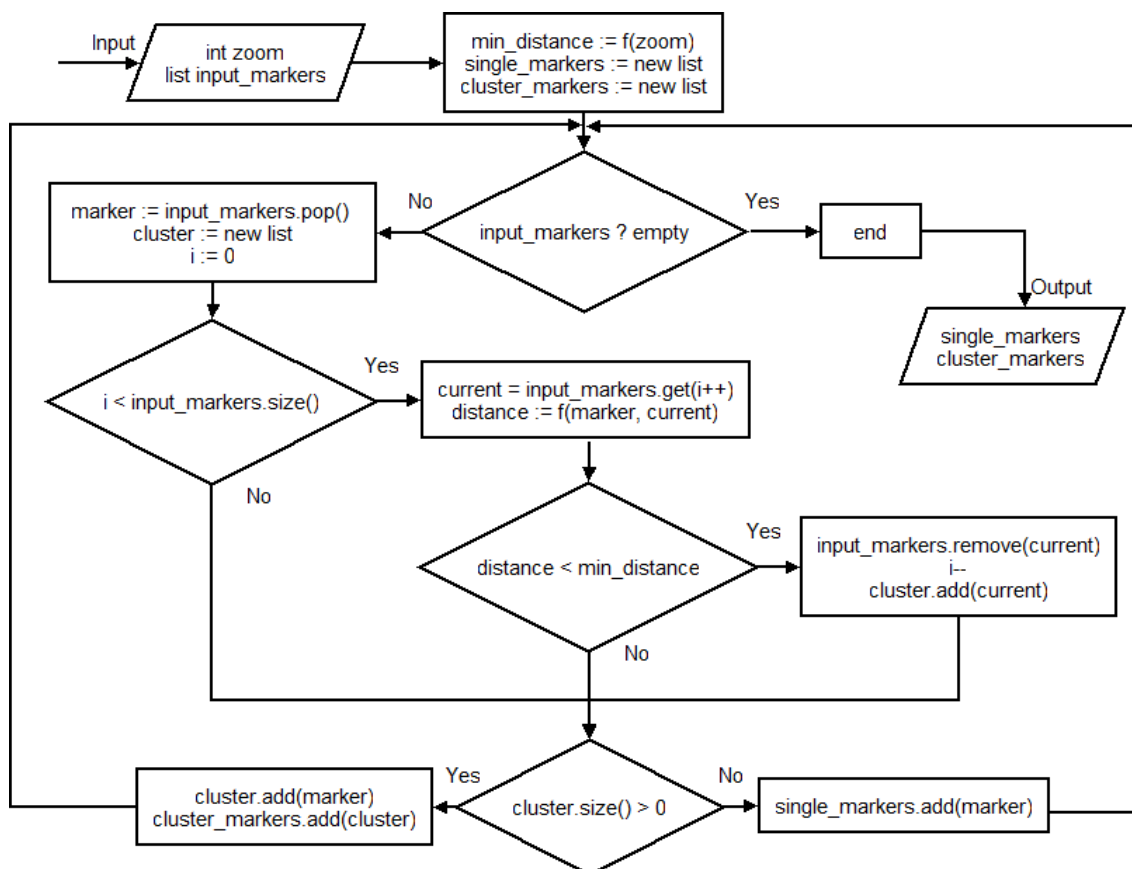 Input
int zoom
list input_markers
min_distance := f(zoom)
single_markers := new list
cluster_markers := new list
marker := input_markers.pop()
cluster := new list
i := 0
No
input_markers ? empty
Yes
end
Output
single_markers
cluster_markers
i < input_markers.size()
Yes
No
current = input_markers.get(i++)
distance := f(marker, current)
distance < min_distance
Yes
No
input_markers.remove(current)
i--
cluster.add(current)
cluster.size() > 0
Yes
No
cluster.add(marker)
cluster_markers.add(cluster)
single_markers.add(marker)